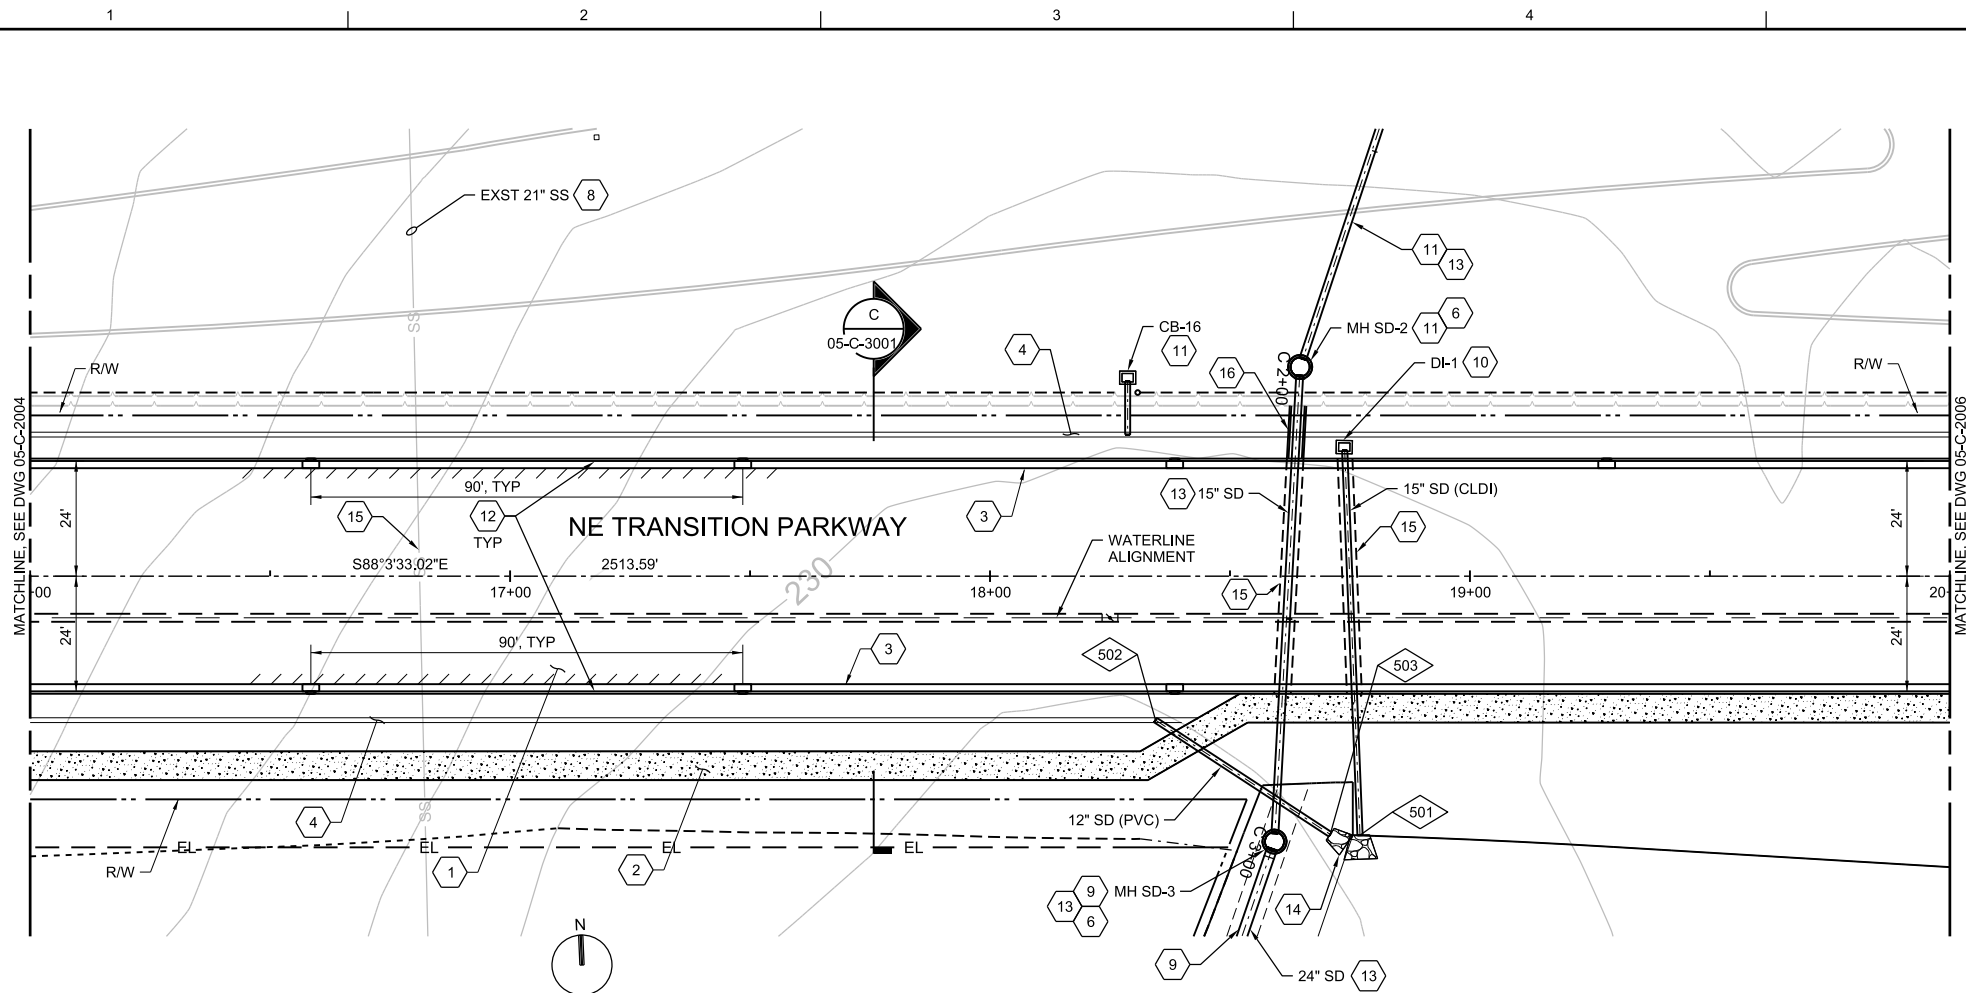 1 2 3 4
EXST 21" SS 8
SS
C
05-C-3001
11
13
CB-16
11
4
6
MH SD-2 11
DI-1 10
R/W
R/W
16
C 2+00
MATCHLINE, SEE DWG 05-C-2004
MATCHLINE, SEE DWG 05-C-2006
90', TYP
13 15" SD
15" SD (CLDI)
24'
15
12
TYP
NE TRANSITION PARKWAY
3
15
24'
WATERLINE
ALIGNMENT
S88°3'33.02"E 2513.59'
230
+00 17+00 18+00 15 19+00 20
24'
90', TYP
3
502
503
24'
SS
4
12" SD (PVC)
501
EL EL EL EL
R/W
1
2
C 3+00
9 MH SD-3
13
6
14
N
9
24" SD 13